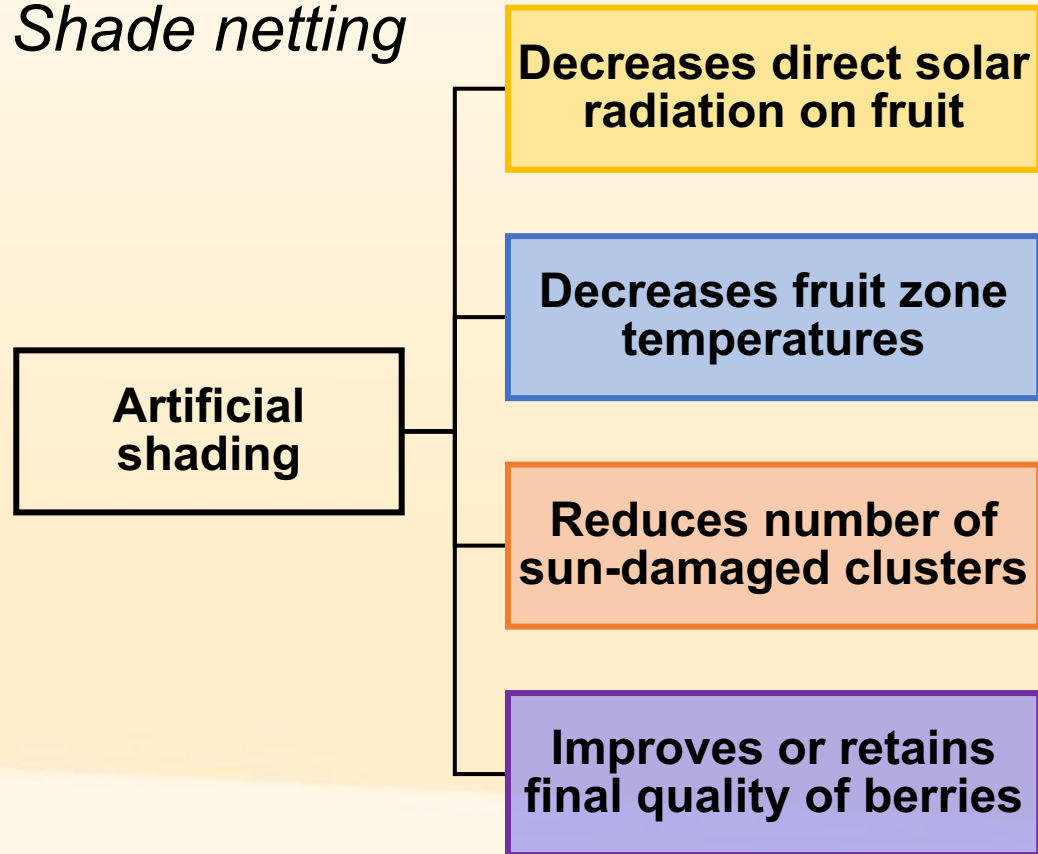 Shade netting
Decreases direct solar
radiation on fruit
Decreases fruit zone
temperatures
Artificial
shading
Reduces number of
sun-damaged clusters
Improves or retains
final quality of berries